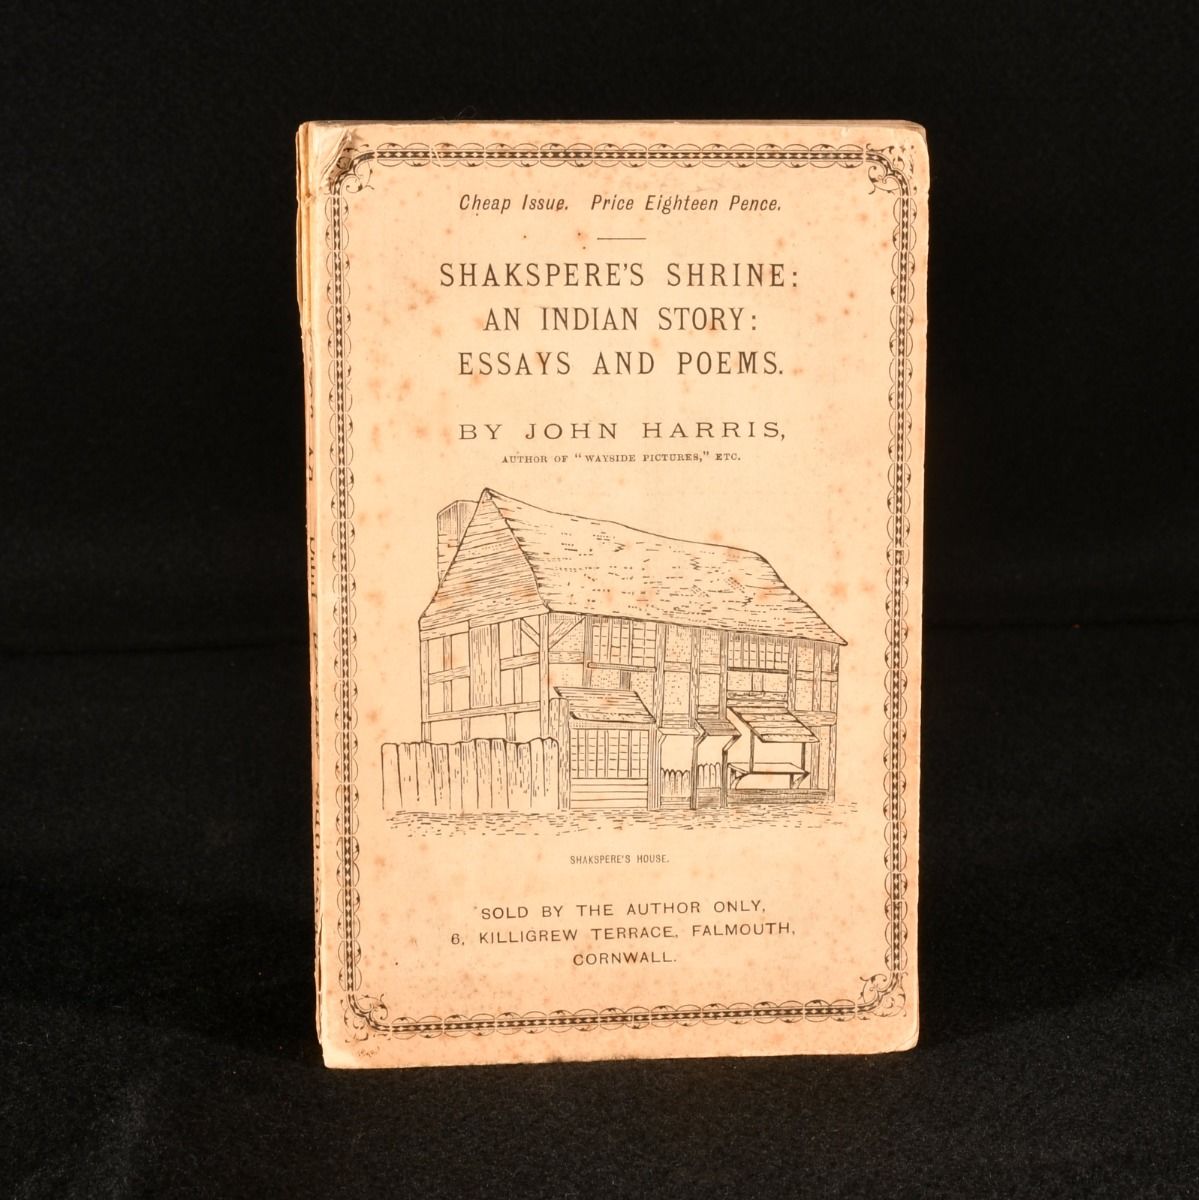 Cheap Issue. Price Eighteen Pence.
SHAKSPERE'S SHRINE:
AN INDIAN STORY:
ESSAYS AND POEMS.
BY JOHN HARRIS,
AUTHOR OF "WAYSIDE PICTURES," ETC.
SHAKSPERE'S HOUSE.
SOLD BY THE AUTHOR ONLY,
6, KILLIGREW TERRACE, FALMOUTH,
CORNWALL.